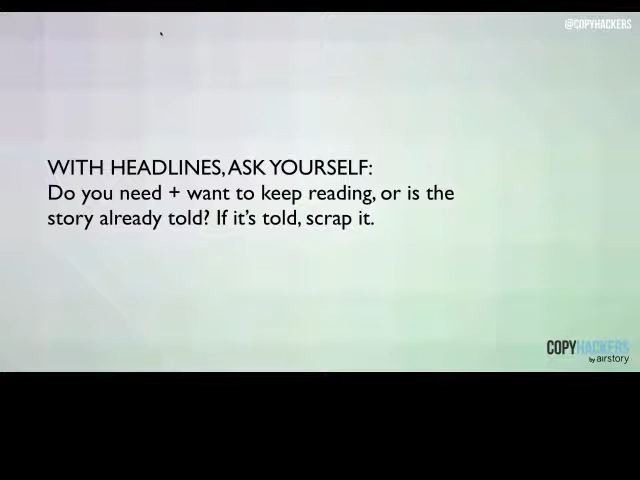 @COPYHACKERS
WITH HEADLINES, ASK YOURSELF:
Do you need + want to keep reading, or is the
story already told? If it's told, scrap it.
COPYHACKERS
by airstory